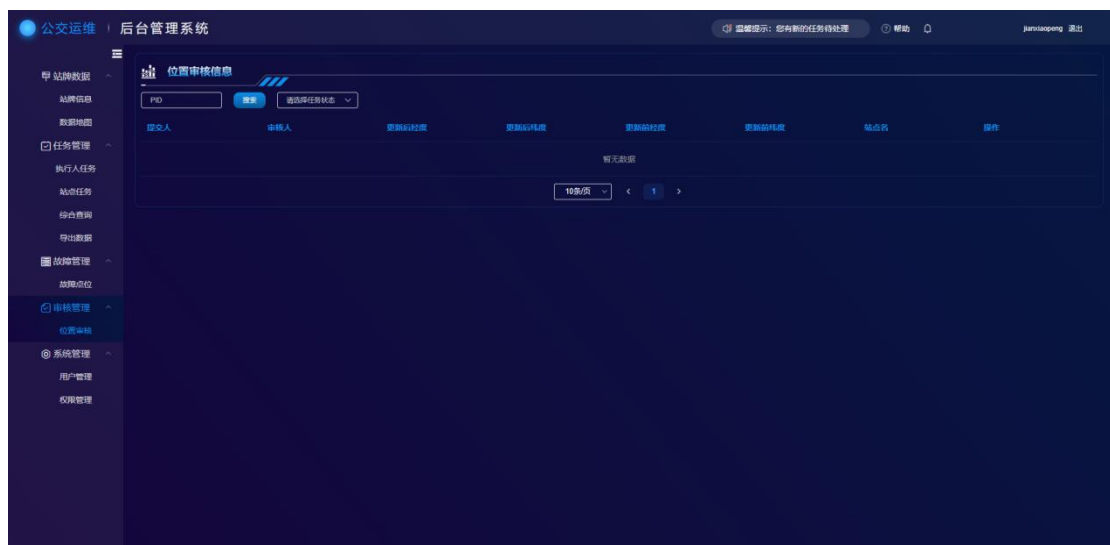 公交运维 | 后台管理系统
温馨提示：您有新的任务待处理
帮助
jianxiaopeng 退出
站牌数据
站牌信息
数据地图
任务管理
执行人任务
站点任务
综合查询
导出数据
故障管理
故障点位
审核管理
位置审核
系统管理
用户管理
权限管理
位置审核信息
PID 搜索 请选择任务状态
提交人 审核人 更新后经度 更新后纬度 更新前经度 更新前纬度 站点名 操作
暂无数据
10条/页 1